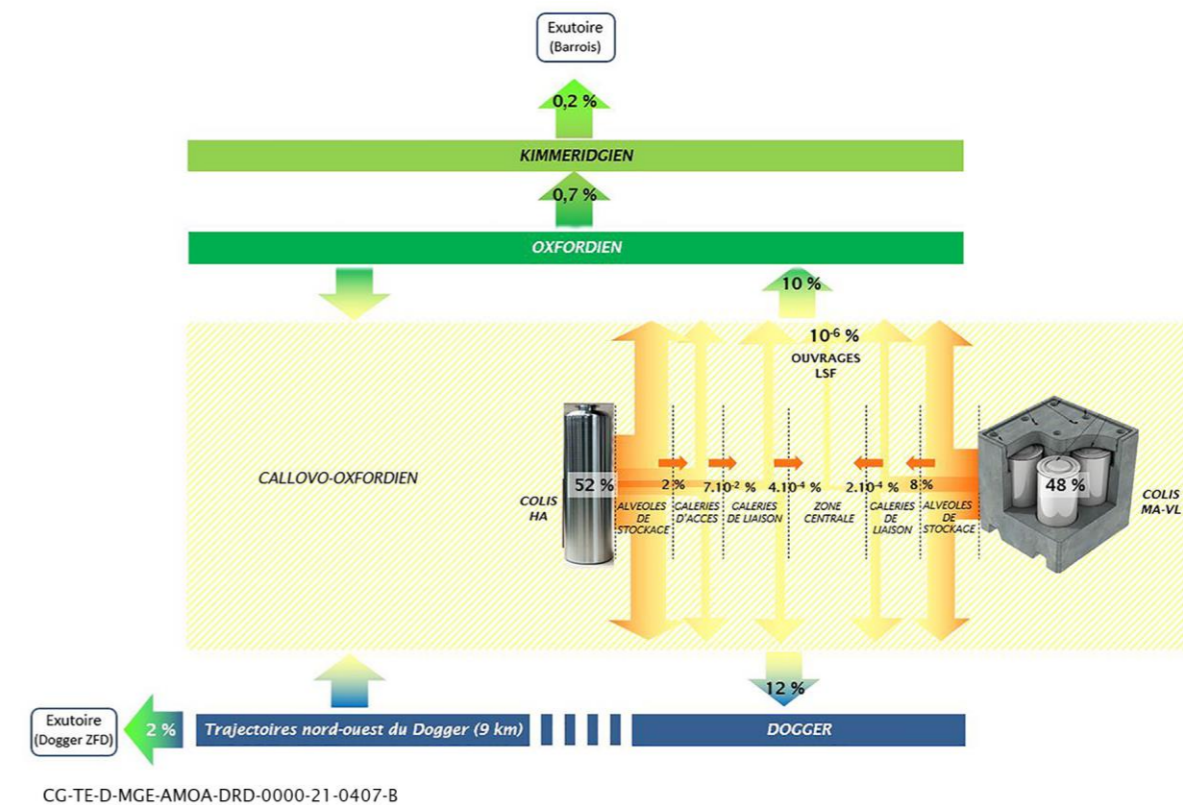 Exutoire
(Barrois)
0,2 %
KIMMERIDGIEN
0,7 %
OXFORDIEN
10 %
10⁻⁶ %
OUVRAGES
LSF
CALLOVO-OXFORDIEN
COLIS
HA
52 %
2 %
7.10⁻² %
4.10⁻⁴ %
2.10⁻⁴ %
8 %
48 %
COLIS
MA-VL
ALVEOLES
DE
STOCKAGE
GALERIES
D'ACCES
GALERIES
DE LIAISON
ZONE
CENTRALE
GALERIES
DE
LIAISON
ALVEOLES
DE
STOCKAGE
12 %
Exutoire
(Dogger ZFD)
2 %
Trajectoires nord-ouest du Dogger (9 km)
DOGGER
CG-TE-D-MGE-AMOA-DRD-0000-21-0407-B